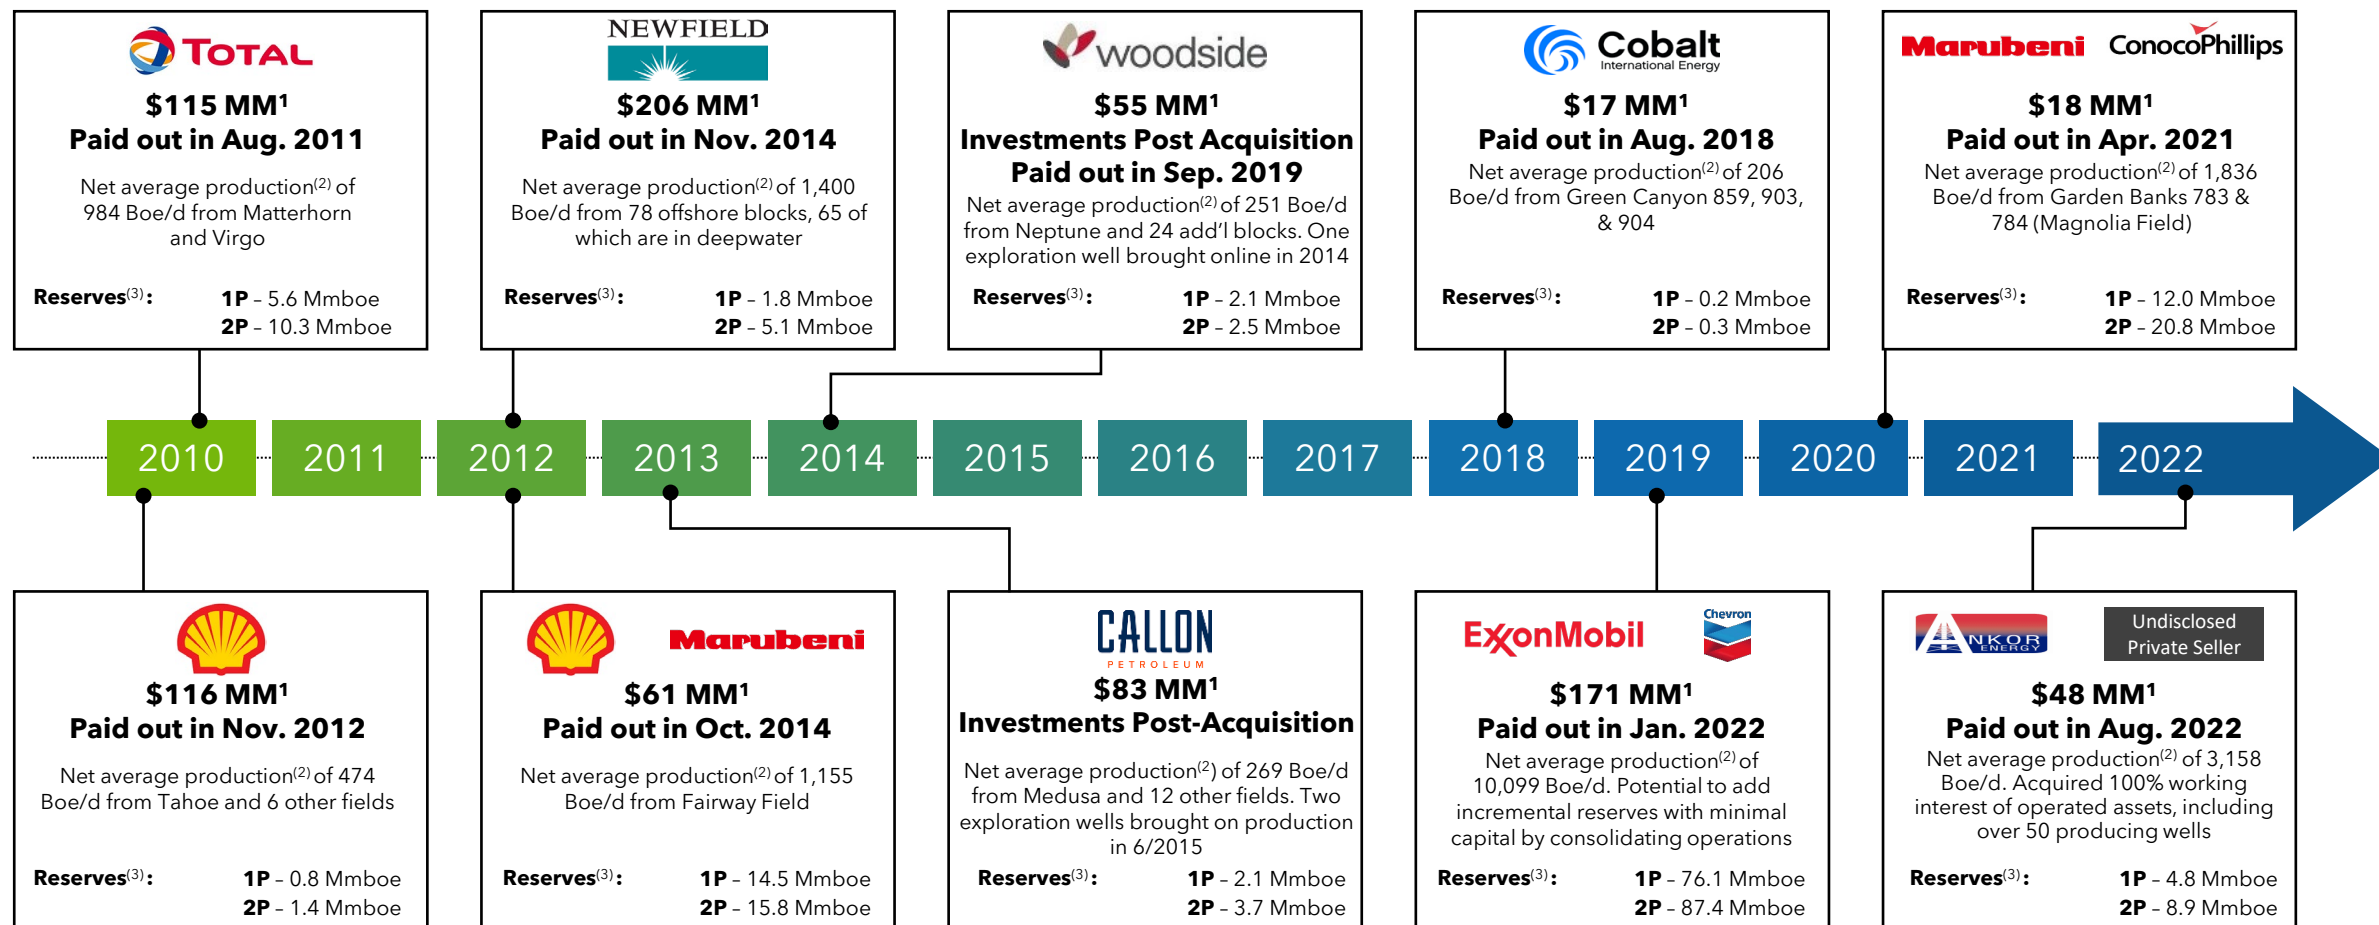 TOTAL
$115 MM¹
Paid out in Aug. 2011
Net average production⁽²⁾ of
984 Boe/d from Matterhorn
and Virgo
Reserves⁽³⁾: 1P – 5.6 Mmboe
2P – 10.3 Mmboe
NEWFIELD
$206 MM¹
Paid out in Nov. 2014
Net average production⁽²⁾ of 1,400
Boe/d from 78 offshore blocks, 65 of
which are in deepwater
Reserves⁽³⁾: 1P – 1.8 Mmboe
2P – 5.1 Mmboe
woodside
$55 MM¹
Investments Post Acquisition
Paid out in Sep. 2019
Net average production⁽²⁾ of 251 Boe/d
from Neptune and 24 add’l blocks. One
exploration well brought online in 2014
Reserves⁽³⁾: 1P – 2.1 Mmboe
2P – 2.5 Mmboe
Cobalt
International Energy
$17 MM¹
Paid out in Aug. 2018
Net average production⁽²⁾ of 206
Boe/d from Green Canyon 859, 903,
& 904
Reserves⁽³⁾: 1P – 0.2 Mmboe
2P – 0.3 Mmboe
Marubeni ConocoPhillips
$18 MM¹
Paid out in Apr. 2021
Net average production⁽²⁾ of 1,836
Boe/d from Garden Banks 783 &
784 (Magnolia Field)
Reserves⁽³⁾: 1P – 12.0 Mmboe
2P – 20.8 Mmboe
2010 2011 2012 2013 2014 2015 2016 2017 2018 2019 2020 2021 2022
$116 MM¹
Paid out in Nov. 2012
Net average production⁽²⁾ of 474
Boe/d from Tahoe and 6 other fields
Reserves⁽³⁾: 1P – 0.8 Mmboe
2P – 1.4 Mmboe
Marubeni
$61 MM¹
Paid out in Oct. 2014
Net average production⁽²⁾ of 1,155
Boe/d from Fairway Field
Reserves⁽³⁾: 1P – 14.5 Mmboe
2P – 15.8 Mmboe
CALLON
PETROLEUM
$83 MM¹
Investments Post-Acquisition
Net average production⁽²) of 269 Boe/d
from Medusa and 12 other fields. Two
exploration wells brought on production
in 6/2015
Reserves⁽³⁾: 1P – 2.1 Mmboe
2P – 3.7 Mmboe
ExxonMobil Chevron
$171 MM¹
Paid out in Jan. 2022
Net average production⁽²⁾ of
10,099 Boe/d. Potential to add
incremental reserves with minimal
capital by consolidating operations
Reserves⁽³⁾: 1P – 76.1 Mmboe
2P – 87.4 Mmboe
ANKOR
ENERGY
Undisclosed
Private Seller
$48 MM¹
Paid out in Aug. 2022
Net average production⁽²⁾ of 3,158
Boe/d. Acquired 100% working
interest of operated assets, including
over 50 producing wells
Reserves⁽³⁾: 1P – 4.8 Mmboe
2P – 8.9 Mmboe